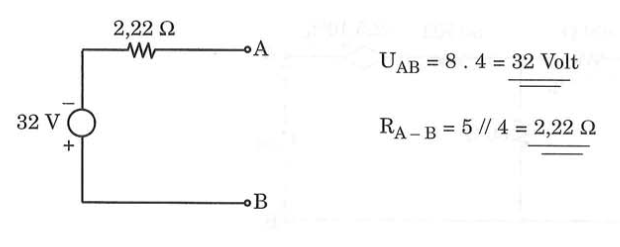 2,22 Ω
A
U_AB = 8 . 4 = 32 Volt
−
32 V
+
R_A – B = 5 // 4 = 2,22 Ω
B